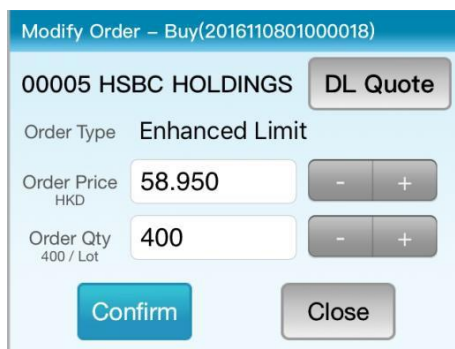 Modify Order – Buy(2016110801000018)
00005 HSBC HOLDINGS DL Quote
Order Type Enhanced Limit
Order Price 58.950 - +
HKD
Order Qty 400 - +
400 / Lot
Confirm Close